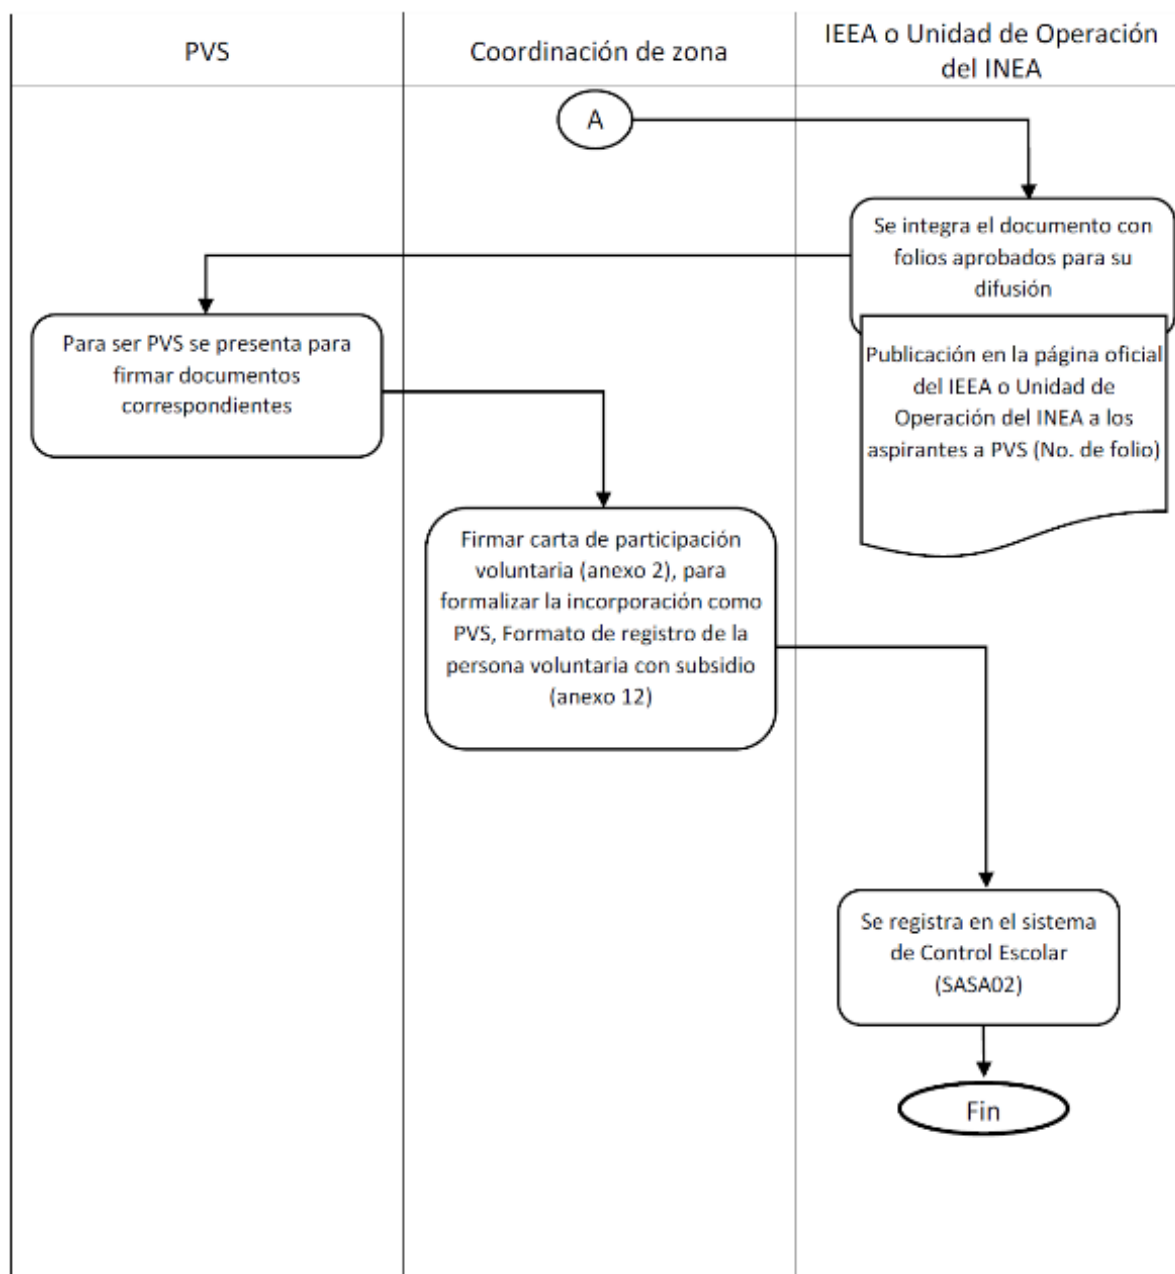 PVS
Coordinación de zona
IEEA o Unidad de Operación
del INEA
A
Se integra el documento con
folios aprobados para su
difusión
Publicación en la página oficial
del IEEA o Unidad de
Operación del INEA a los
aspirantes a PVS (No. de folio)
Para ser PVS se presenta para
firmar documentos
correspondientes
Firmar carta de participación
voluntaria (anexo 2), para
formalizar la incorporación como
PVS, Formato de registro de la
persona voluntaria con subsidio
(anexo 12)
Se registra en el sistema
de Control Escolar
(SASA02)
Fin